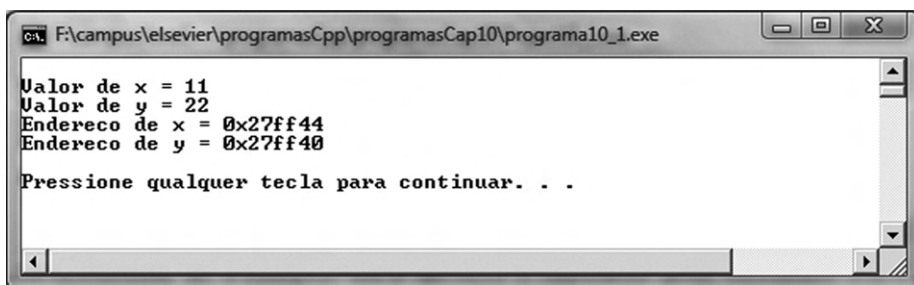 F:\campus\elsevier\programasCpp\programasCap10\programa10_1.exe
Valor de x = 11
Valor de y = 22
Endereco de x = 0x27ff44
Endereco de y = 0x27ff40
Pressione qualquer tecla para continuar. . .